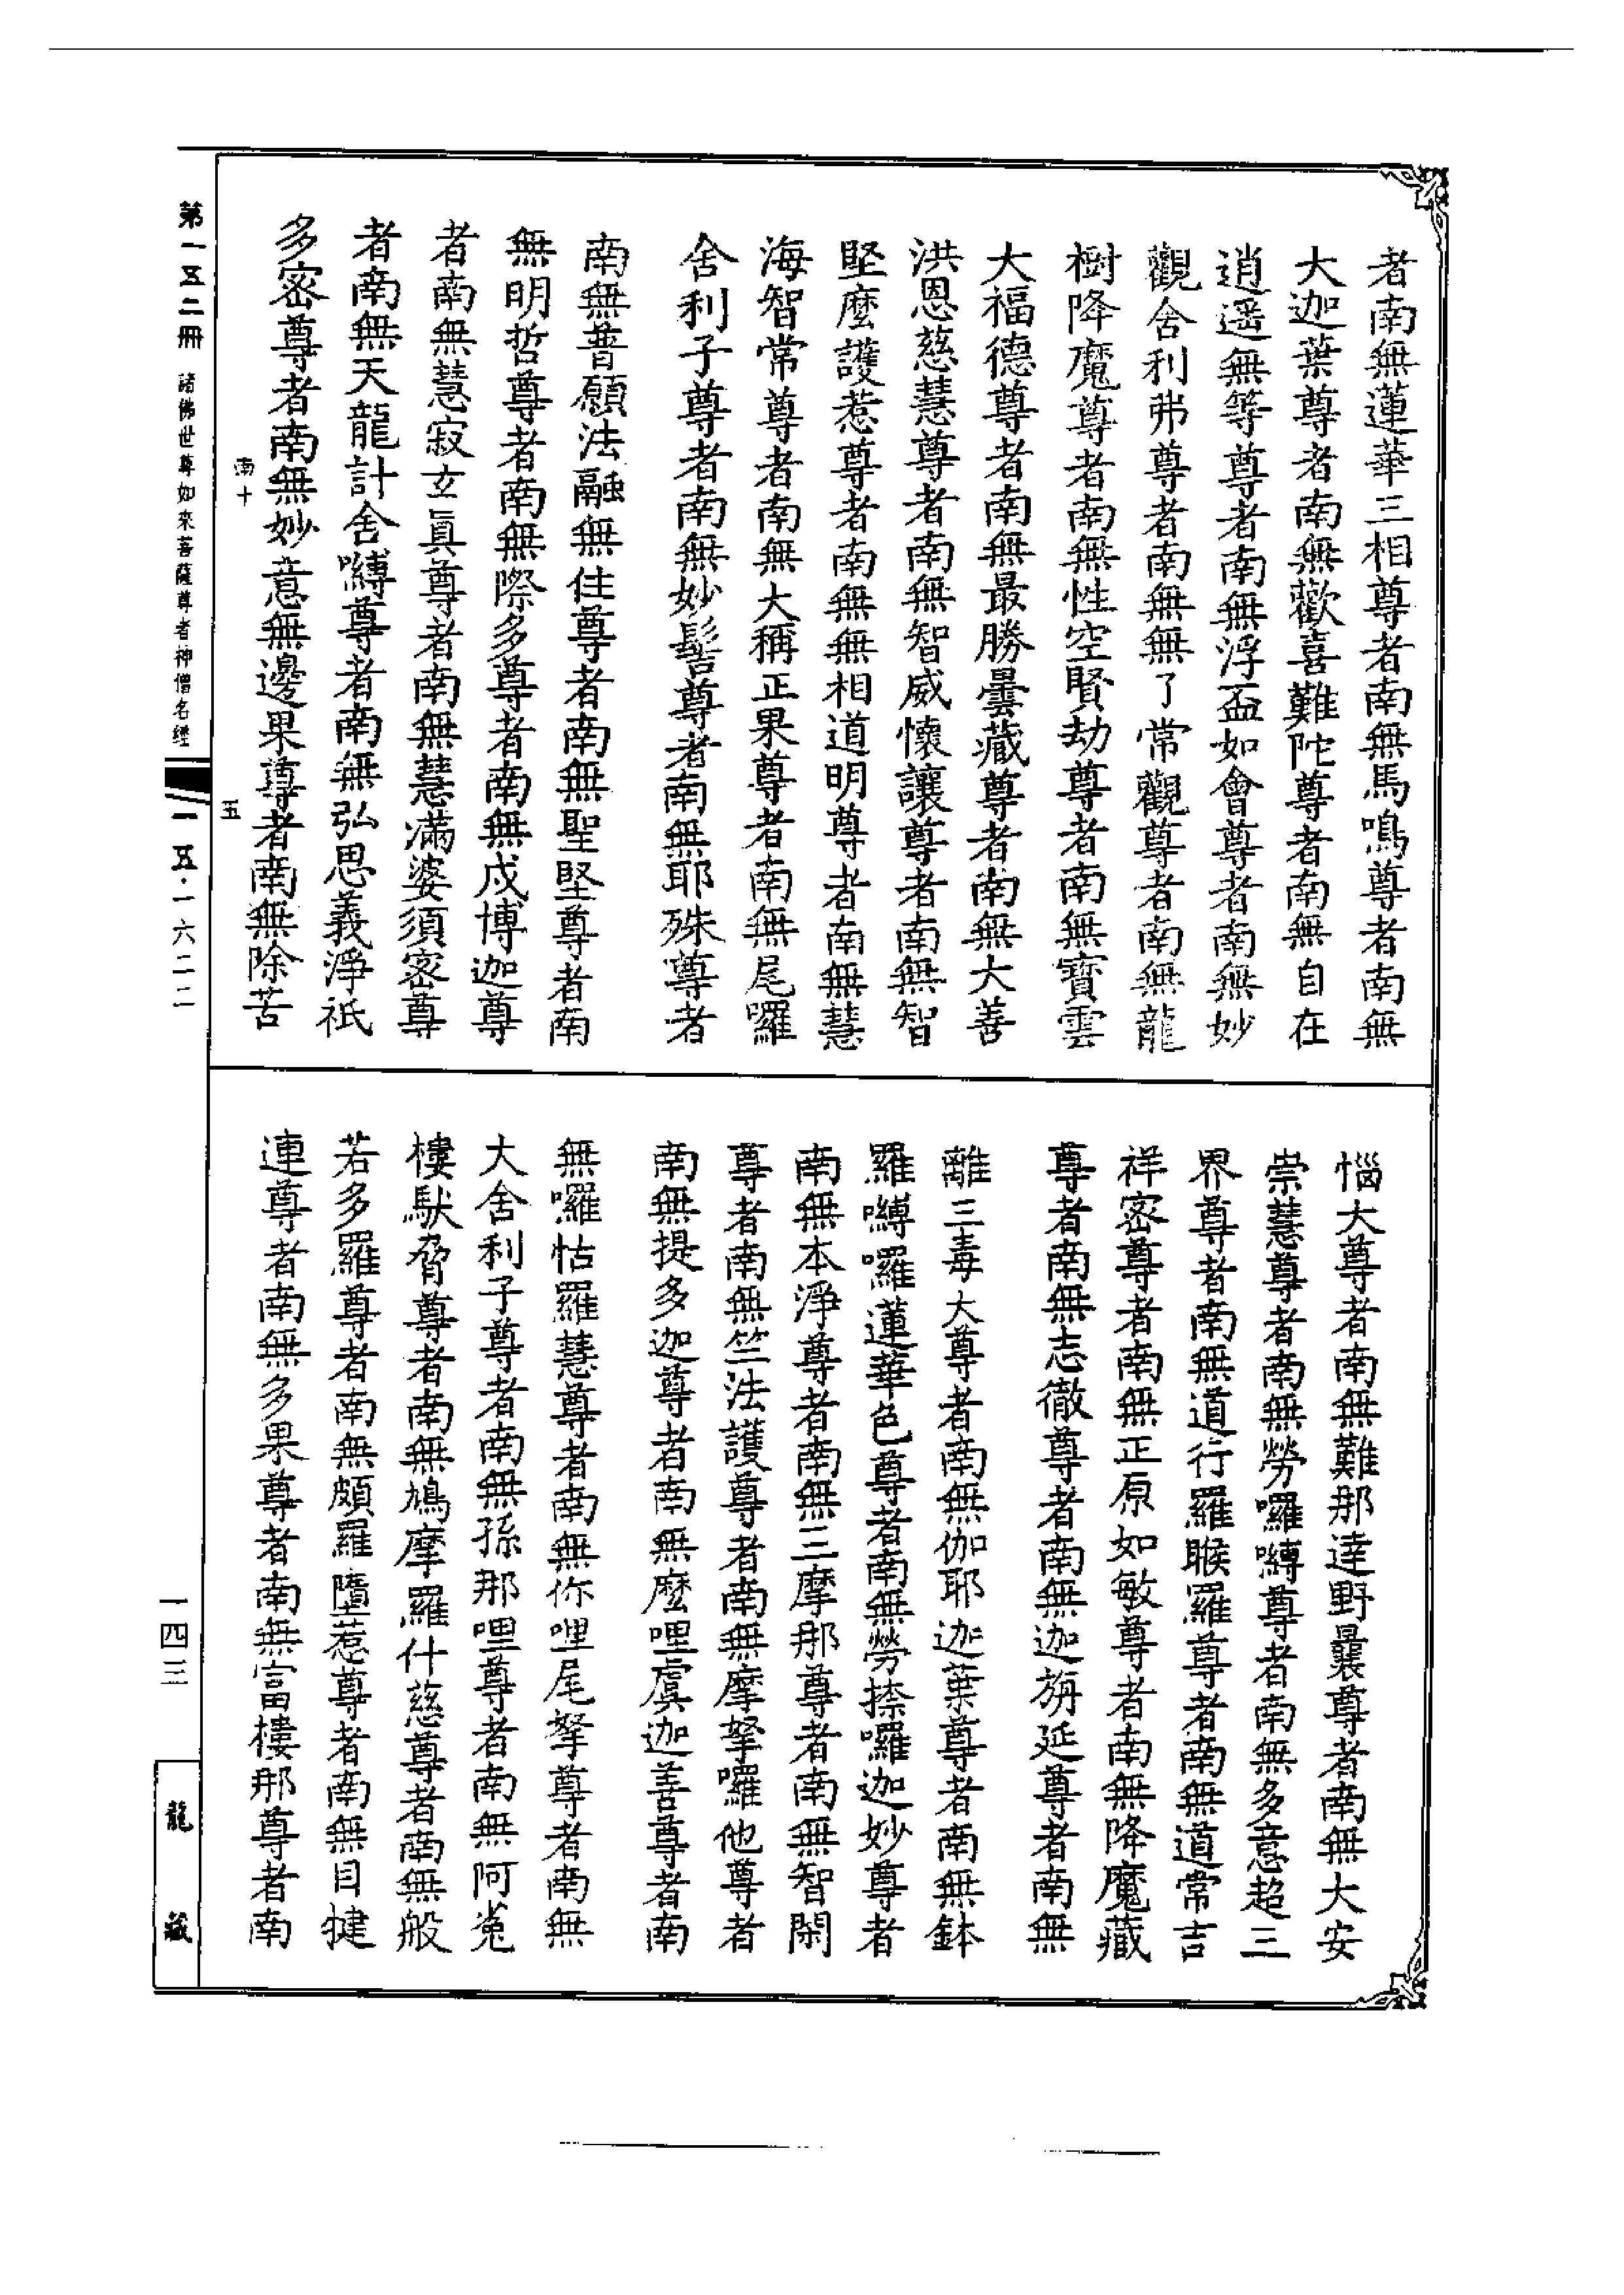 者南無蓮華三相尊者南無馬鳴尊者南無
大迦葉尊者南無歡喜難陀尊者南無自在
逍遥無等尊者南無浮盃如會尊者南無妙
觀舍利弗尊者南無無了常觀尊者南無龍
樹降魔尊者南無性空賢劫尊者南無寳雲
大福德尊者南無最勝曇藏尊者南無大善
洪恩慈慧尊者南無智威懷讓尊者南無智
堅麼護惹尊者南無無相道明尊者南無慧
海智常尊者南無大稱正果尊者南無尾囉
舍利子尊者南無妙髻尊者南無耶殊尊者
南無普願法融無住尊者南無聖堅尊者南
無明哲尊者南無際多尊者南無戍博迦尊
者南無慧寂玄真尊者南無慧滿婆須密尊
者南無天龍計舍嚩尊者南無弘思義淨祇
多密尊者南無妙意無邊果尊者南無除苦
惱大尊者南無難那達野曩尊者南無大安
崇慧尊者南無勞囉嚩尊者南無多意超三
界尊者南無道行羅睺羅尊者南無道常吉
祥密尊者南無正原如敏尊者南無降魔藏
尊者南無志徹尊者南無迦旃延尊者南無
離三毒大尊者南無伽耶迦葉尊者南無鉢
羅嚩囉蓮華色尊者南無勞捺囉迦妙尊者
南無本淨尊者南無三摩那尊者南無智閑
尊者南無竺法護尊者南無摩拏囉他尊者
南無提多迦尊者南無麼哩虞迦善尊者南
無囉怙羅慧尊者南無你哩尾拏尊者南無
大舍利子尊者南無孫那哩尊者南無阿㝹
樓馱尊者南無鳩摩羅什慈尊者南無般
若多羅尊者南無頗羅墮惹尊者南無目犍
連尊者南無多果尊者南無富樓那尊者南
南十
五
第一五二冊 諸佛世尊如來菩薩尊者神僧名經
一五·一六二二
一四三
龍藏